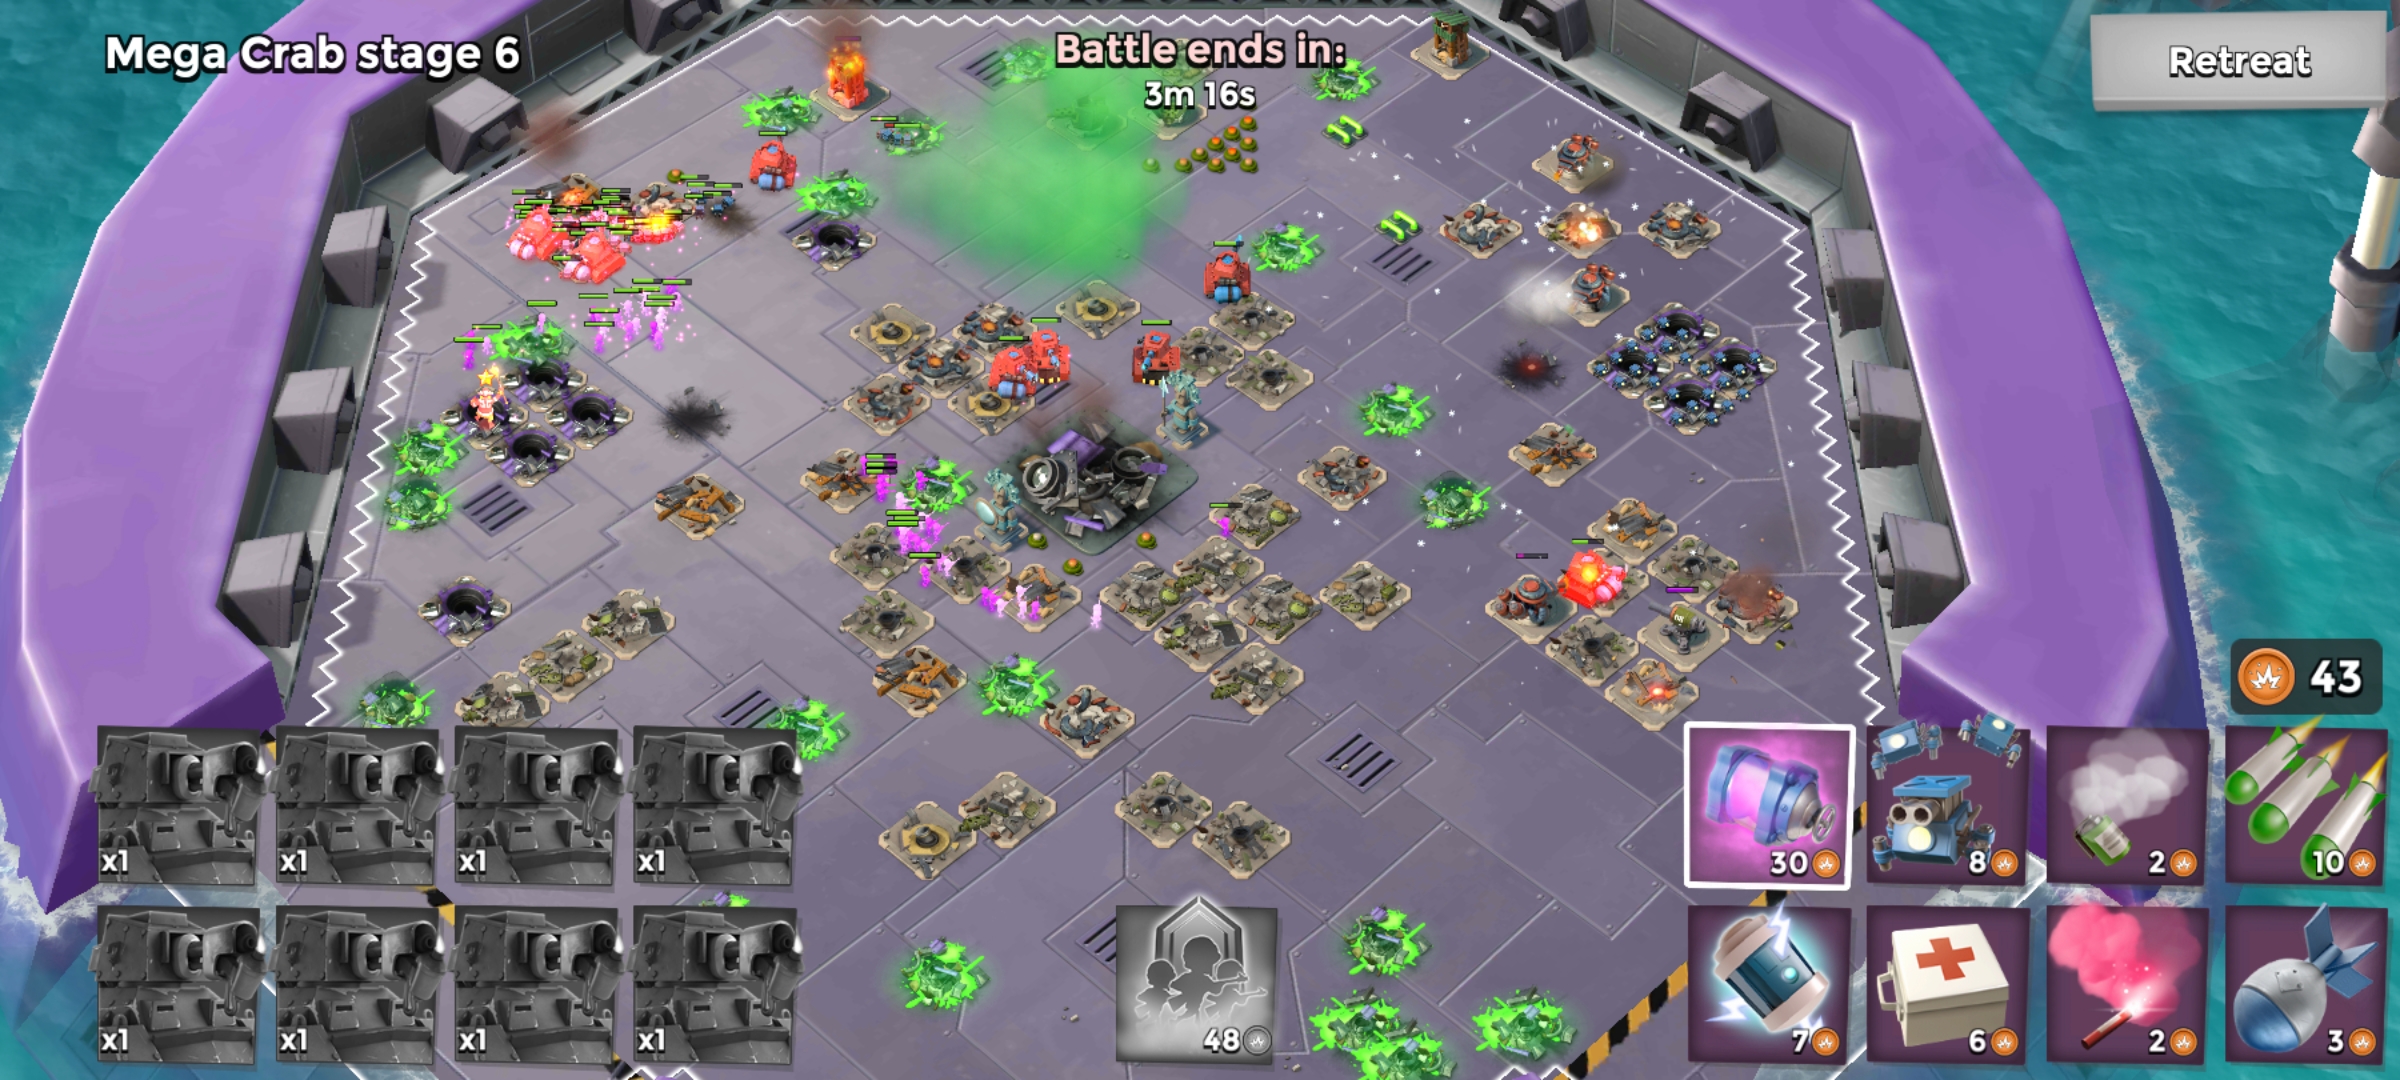 Mega Crab stage 6
Battle ends in:
3m 16s
Retreat
43
x1
x1
x1
x1
30
8
2
10
x1
x1
x1
x1
48
7
6
2
3